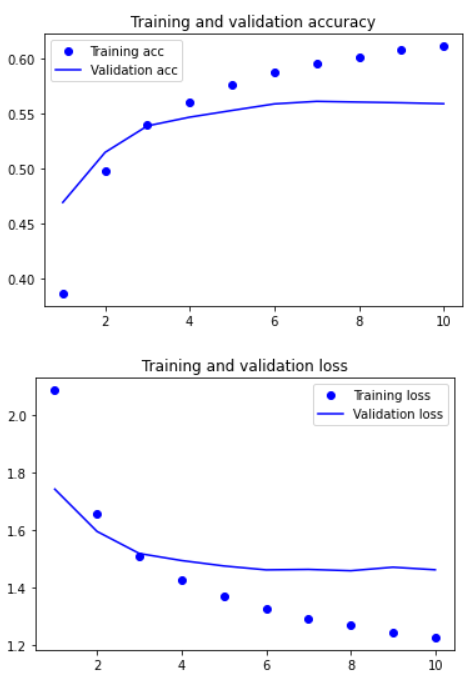 Training and validation accuracy
Training acc
Validation acc
0.60
0.55
0.50
0.45
0.40
2 4 6 8 10
Training and validation loss
Training loss
Validation loss
2.0
1.8
1.6
1.4
1.2
2 4 6 8 10